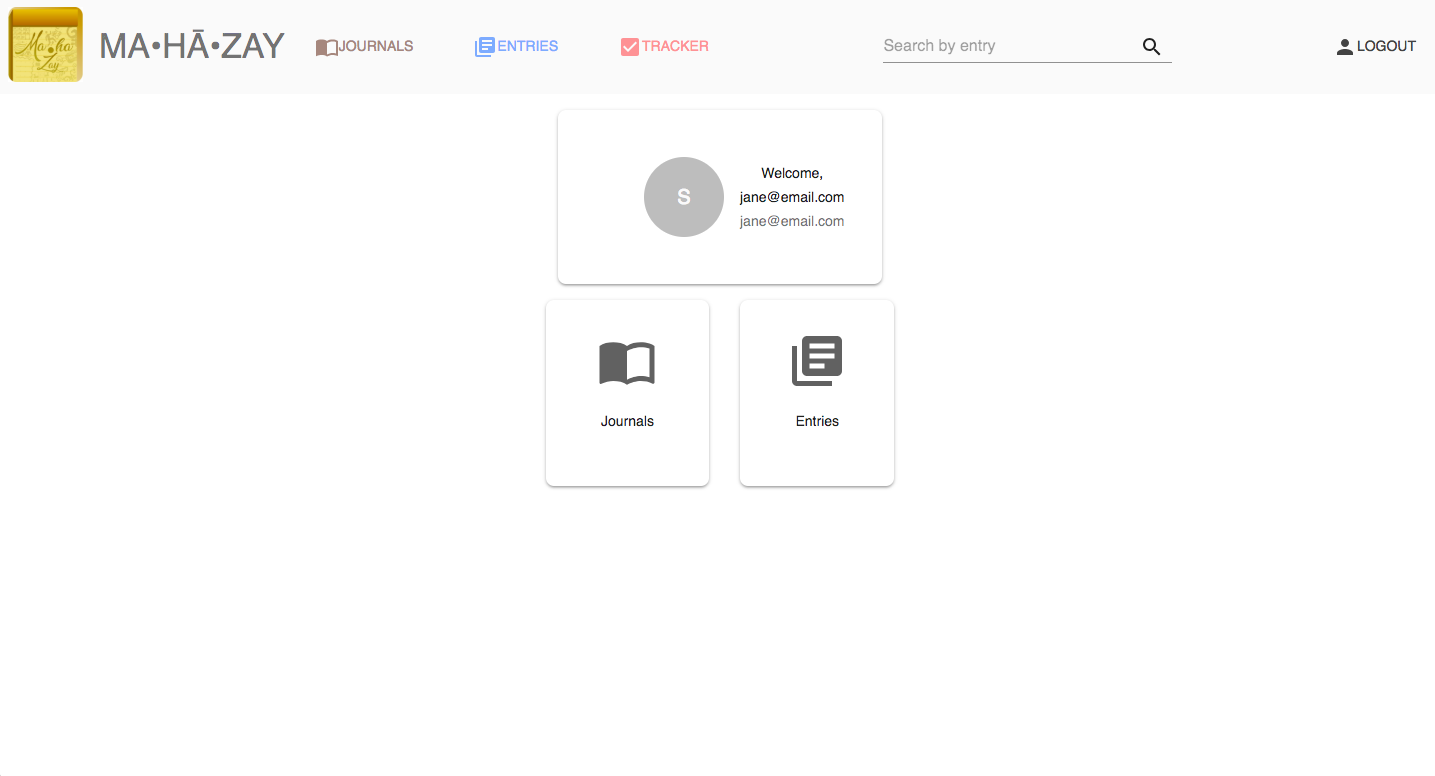 Ma•ha
Zay
MA•HĀ•ZAY
JOURNALS
ENTRIES
TRACKER
Search by entry
LOGOUT
S
Welcome,
jane@email.com
jane@email.com
Journals
Entries